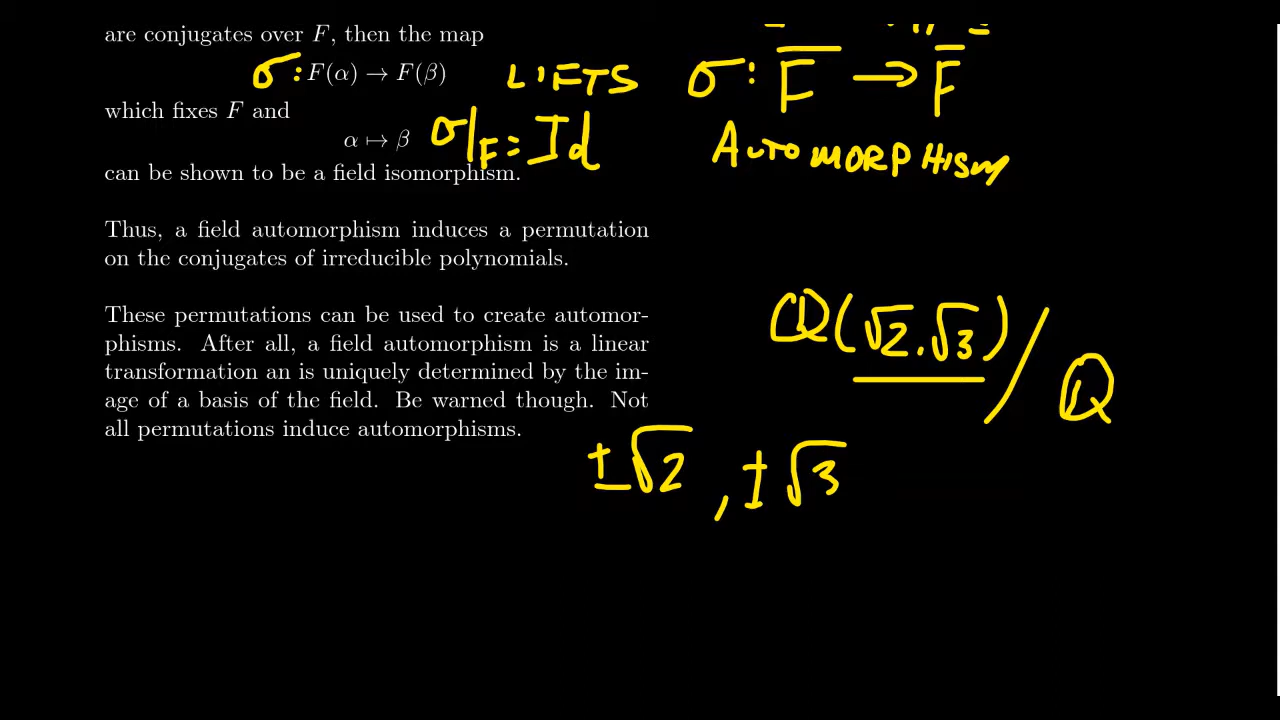 are conjugates over F, then the map
σ: F(α) → F(β) LIFTS σ: F̅ → F̅
which fixes F and
α ↦ β σ|F = Id AUTOMORPHISM
can be shown to be a field isomorphism.
Thus, a field automorphism induces a permutation
on the conjugates of irreducible polynomials.
These permutations can be used to create automor-
phisms. After all, a field automorphism is a linear
transformation an is uniquely determined by the im-
age of a basis of the field. Be warned though. Not
all permutations induce automorphisms.
Q(√2, √3) / Q
±√2, ±√3